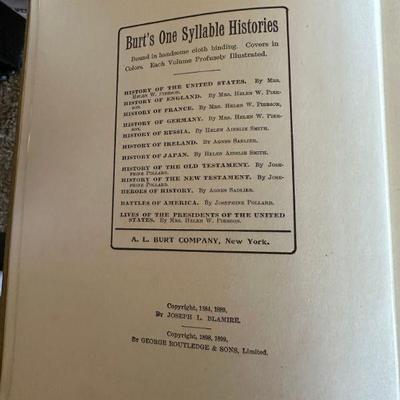 Burt's One Syllable Histories
Bound in handsome cloth binding. Covers in
Colors. Each Volume Profusely Illustrated.
HISTORY OF THE UNITED STATES. By Mrs.
Helen W. Pierson.
HISTORY OF ENGLAND. By Mrs. Helen W. Pier-
son.
HISTORY OF FRANCE. By Mrs. Helen W. Pierson.
HISTORY OF GERMANY. By Mrs. Helen W. Pier-
son.
HISTORY OF RUSSIA. By Helen Ainslie Smith.
HISTORY OF IRELAND. By Agnes Sadlier.
HISTORY OF JAPAN. By Helen Ainslie Smith.
HISTORY OF THE OLD TESTAMENT. By Jose-
phine Pollard.
HISTORY OF THE NEW TESTAMENT. By Jose-
phine Pollard.
HEROES OF HISTORY. By Agnes Sadlier.
BATTLES OF AMERICA. By Josephine Pollard.
LIVES OF THE PRESIDENTS OF THE UNITED
STATES. By Mrs. Helen W. Pierson.
A. L. BURT COMPANY, New York.
Copyright, 1884, 1889,
By JOSEPH L. BLAMIRE.
Copyright, 1898, 1899,
By GEORGE ROUTLEDGE & SONS, Limited.